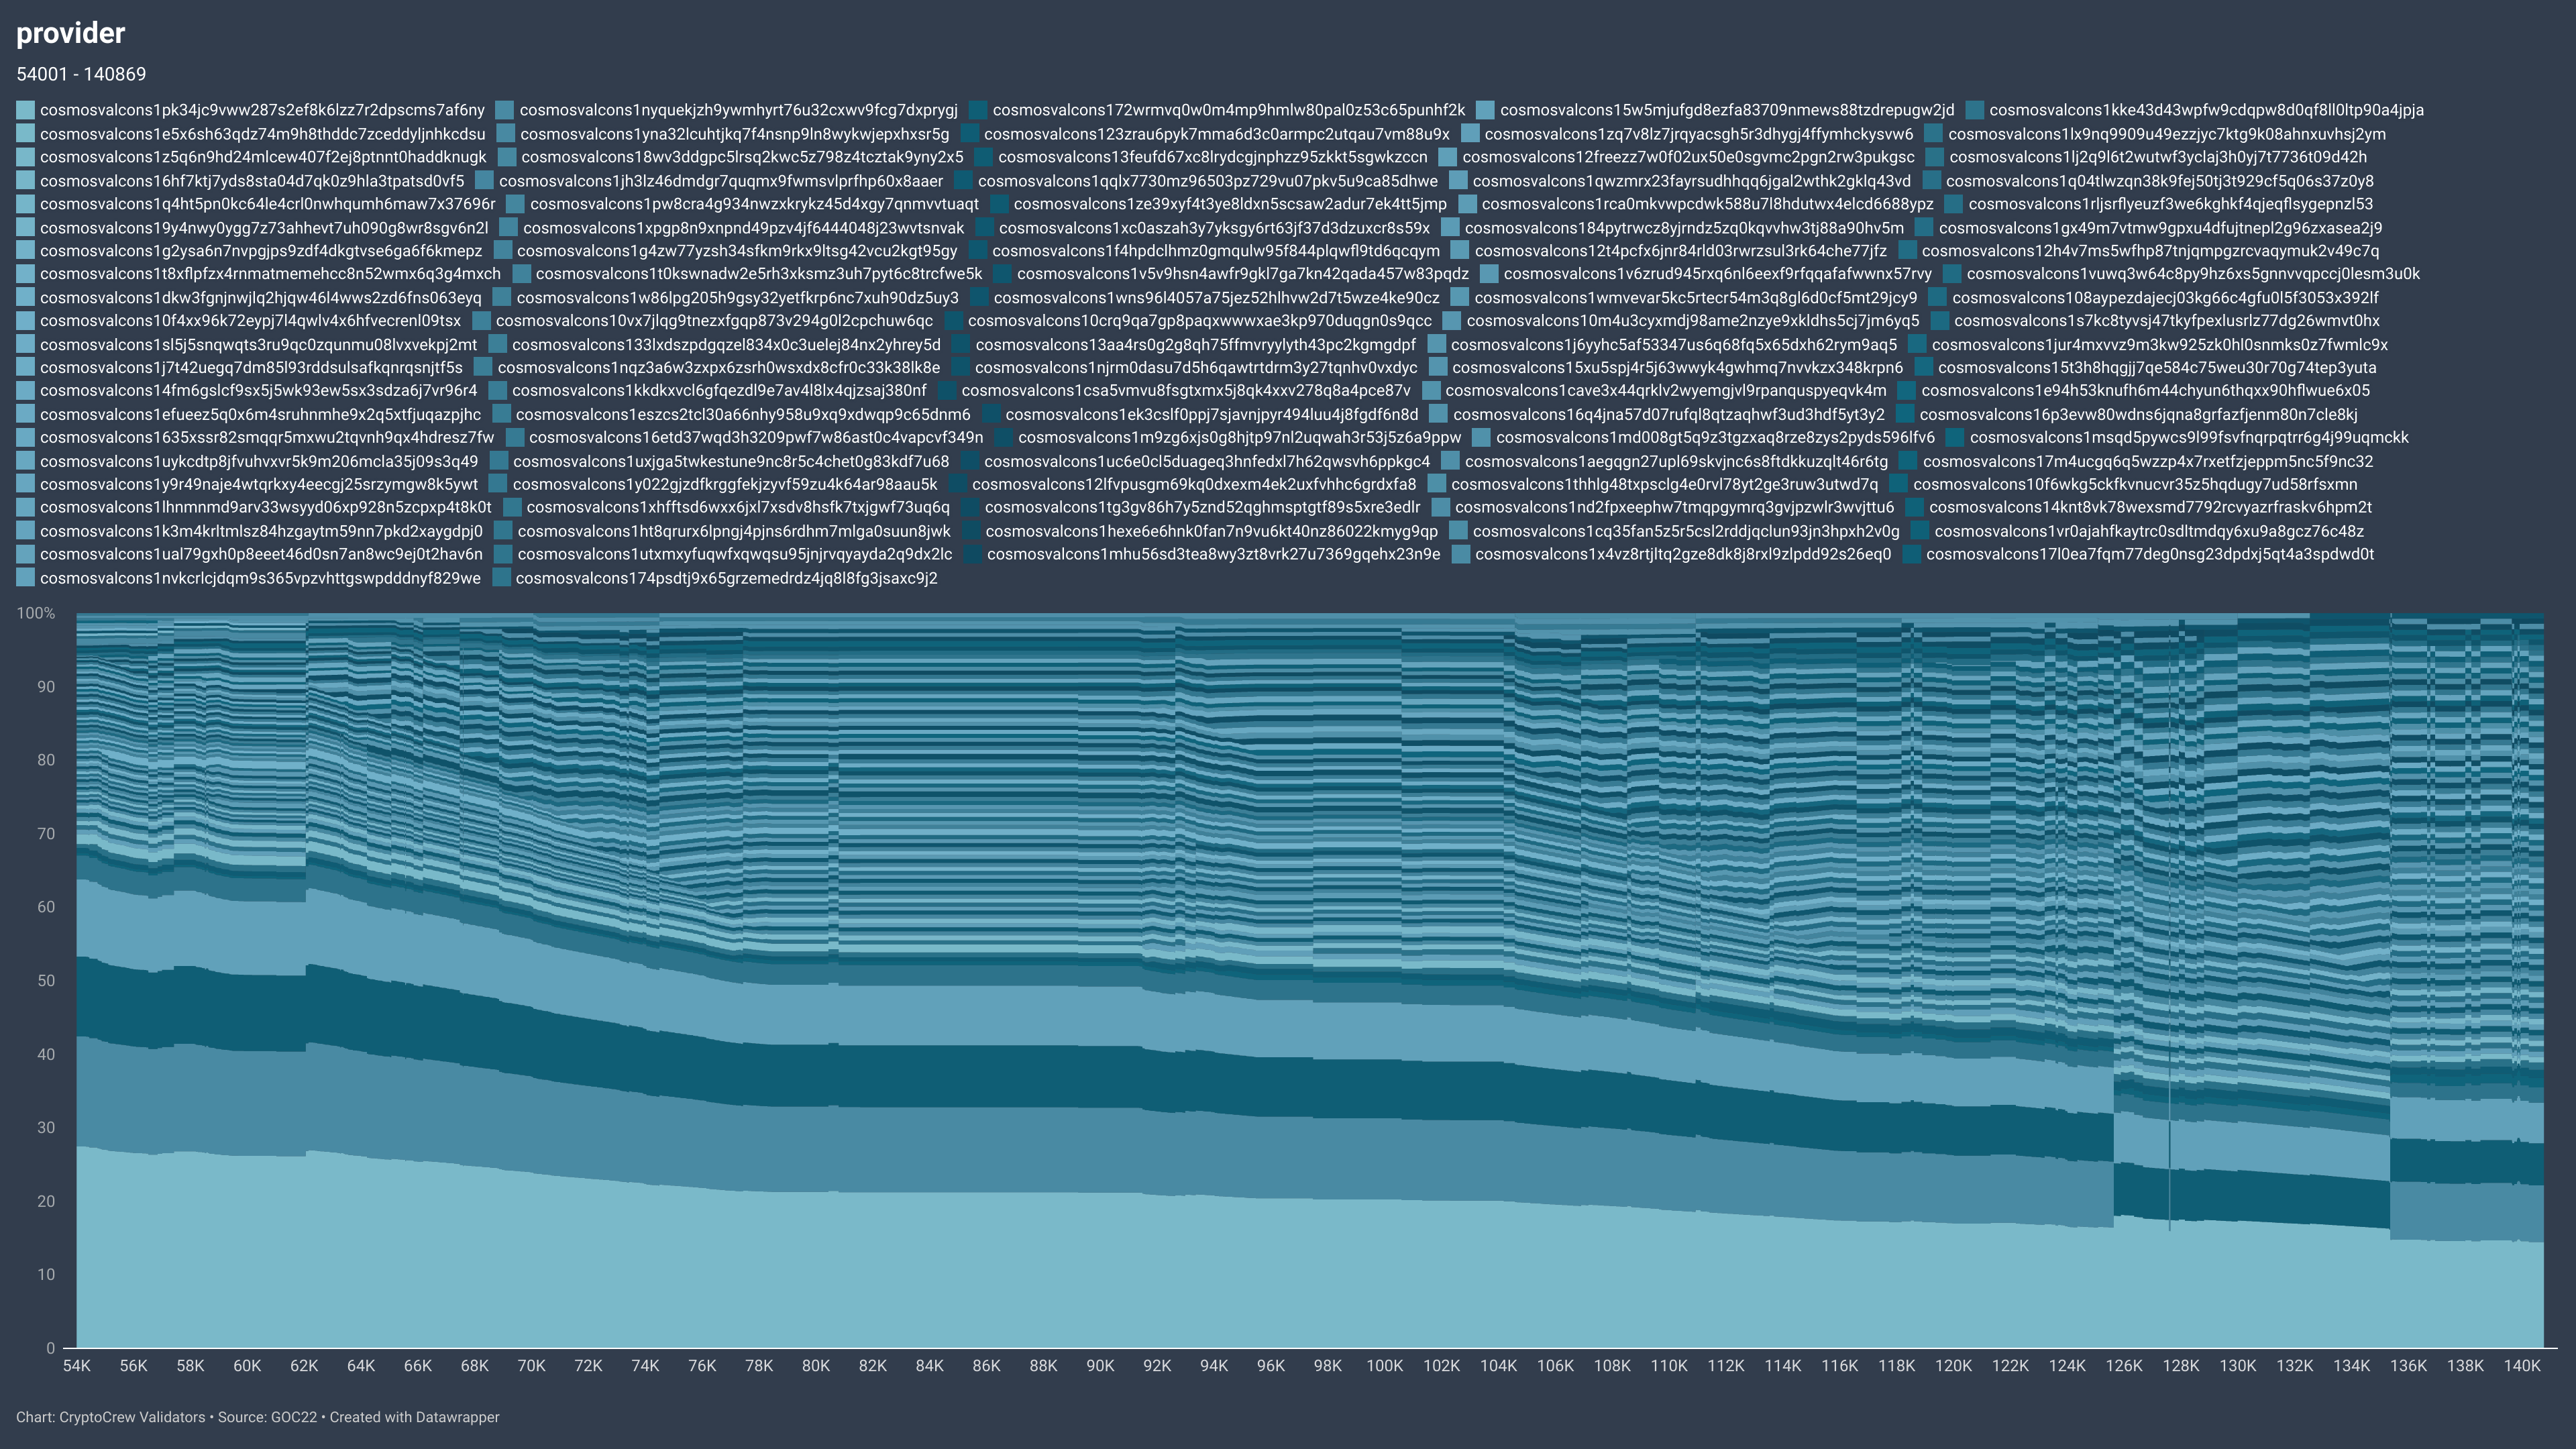 provider
54001 - 140869
cosmosvalcons1pk34jc9vww287s2ef8k6lzz7r2dpscms7af6ny cosmosvalcons1nyquekjzh9ywmhyrt76u32cxwv9fcg7dxprygj cosmosvalcons172wrmvq0w0m4mp9hmlw80pal0z53c65punhf2k cosmosvalcons15w5mjufgd8ezfa83709nmews88tzdrepugw2jd cosmosvalcons1kke43d43wpfw9cdqpw8d0qf8ll0ltp90a4jpja
cosmosvalcons1e5x6sh63qdz74m9h8thddc7zceddyljnhkcdsu cosmosvalcons1yna32lcuhtjkq7f4nsnp9ln8wykwjepxhxsr5g cosmosvalcons123zrau6pyk7mma6d3c0armpc2utqau7vm88u9x cosmosvalcons1zq7v8lz7jrqyacsgh5r3dhygj4ffymhckysvw6 cosmosvalcons1lx9nq9909u49ezzjyc7ktg9k08ahnxuvhsj2ym
cosmosvalcons1z5q6n9hd24mlcew407f2ej8ptnnt0haddknugk cosmosvalcons18wv3ddgpc5lrsq2kwc5z798z4tcztak9yny2x5 cosmosvalcons13feufd67xc8lrydcgjnphzz95zkkt5sgwkzccn cosmosvalcons12freezz7w0f02ux50e0sgvmc2pgn2rw3pukgsc cosmosvalcons1lj2q9l6t2wutwf3yclaj3h0yj7t7736t09d42h
cosmosvalcons16hf7ktj7yds8sta04d7qk0z9hla3tpatsd0vf5 cosmosvalcons1jh3lz46dmdgr7quqmx9fwmsvlprfhp60x8aaer cosmosvalcons1qqlx7730mz96503pz729vu07pkv5u9ca85dhwe cosmosvalcons1qwzmrx23fayrsudhhqq6jgal2wthk2gklq43vd cosmosvalcons1q04tlwzqn38k9fej50tj3t929cf5q06s37z0y8
cosmosvalcons1q4ht5pn0kc64le4crl0nwhqumh6maw7x37696r cosmosvalcons1pw8cra4g934nwzxkrykz45d4xgy7qnmvvtuaqt cosmosvalcons1ze39xyf4t3ye8ldxn5scsaw2adur7ek4tt5jmp cosmosvalcons1rca0mkvwpcdwk588u7l8hdutwx4elcd6688ypz cosmosvalcons1rljsrflyeuzf3we6kghkf4qjeqflsygepnzl53
cosmosvalcons19y4nwy0ygg7z73ahhevt7uh090g8wr8sgv6n2l cosmosvalcons1xpgp8n9xnpnd49pzv4jf6444048j23wvtsnvak cosmosvalcons1xc0aszah3y7yksgy6rt63jf37d3dzuxcr8s59x cosmosvalcons184pytrwcz8yjrndz5zq0kqvvhw3tj88a90hv5m cosmosvalcons1gx49m7vtmw9gpxu4dfujtnepl2g96zxasea2j9
cosmosvalcons1g2ysa6n7nvpgjps9zdf4dkgtvse6ga6f6kmepz cosmosvalcons1g4zw77yzsh34sfkm9rkx9ltsg42vcu2kgt95gy cosmosvalcons1f4hpdclhmz0gmqulw95f844plqwfl9td6qcqym cosmosvalcons12t4pcfx6jnr84rld03rwrzsul3rk64che77jfz cosmosvalcons12h4v7ms5wfhp87tnjqmpgzrcvaqymuk2v49c7q
cosmosvalcons1t8xflpfzx4rnmatmemehcc8n52wmx6q3g4mxch cosmosvalcons1t0kswnadw2e5rh3xksmz3uh7pyt6c8trcfwe5k cosmosvalcons1v5v9hsn4awfr9gkl7ga7kn42qada457w83pqdz cosmosvalcons1v6zrud945rxq6nl6eexf9rfqqafafwwnx57rvy cosmosvalcons1vuwq3w64c8py9hz6xs5gnnvvqpccj0lesm3u0k
cosmosvalcons1dkw3fgnjnwjlq2hjqw46l4wws2zd6fns063eyq cosmosvalcons1w86lpg205h9gsy32yetfkrp6nc7xuh90dz5uy3 cosmosvalcons1wns96l4057a75jez52hlhvw2d7t5wze4ke90cz cosmosvalcons1wmvevar5kc5rtecr54m3q8gl6d0cf5mt29jcy9 cosmosvalcons108aypezdajecj03kg66c4gfu0l5f3053x392lf
cosmosvalcons10f4xx96k72eypj7l4qwlv4x6hfvecrenl09tsx cosmosvalcons10vx7jlqg9tnezxfgqp873v294g0l2cpchuw6qc cosmosvalcons10crq9qa7gp8paqxwwwxae3kp970duqgn0s9qcc cosmosvalcons10m4u3cyxmdj98ame2nzye9xkldhs5cj7jm6yq5 cosmosvalcons1s7kc8tyvsj47tkyfpexlusrlz77dg26wmvt0hx
cosmosvalcons1sl5j5snqwqts3ru9qc0zqunmu08lvxvekpj2mt cosmosvalcons133lxdszpdgqzel834x0c3uelej84nx2yhrey5d cosmosvalcons13aa4rs0g2g8qh75ffmvryylyth43pc2kgmgdpf cosmosvalcons1j6yyhc5af53347us6q68fq5x65dxh62rym9aq5 cosmosvalcons1jur4mxvvz9m3kw925zk0hl0snmks0z7fwmlc9x
cosmosvalcons1j7t42uegq7dm85l93rddsulsafkqnrqsnjtf5s cosmosvalcons1nqz3a6w3zxpx6zsrh0wsxdx8cfr0c33k38lk8e cosmosvalcons1njrm0dasu7d5h6qawtrtdrm3y27tqnhv0vxdyc cosmosvalcons15xu5spj4r5j63wwyk4gwhmq7nvvkzx348krpn6 cosmosvalcons15t3h8hqgjj7qe584c75weu30r70g74tep3yuta
cosmosvalcons14fm6gslcf9sx5j5wk93ew5sx3sdza6j7vr96r4 cosmosvalcons1kkdkxvcl6gfqezdl9e7av4l8lx4qjzsaj380nf cosmosvalcons1csa5vmvu8fsgtxmx5j8qk4xxv278q8a4pce87v cosmosvalcons1cave3x44qrklv2wyemgjvl9rpanquspyeqvk4m cosmosvalcons1e94h53knufh6m44chyun6thqxx90hflwue6x05
cosmosvalcons1efueez5q0x6m4sruhnmhe9x2q5xtfjuqazpjhc cosmosvalcons1eszcs2tcl30a66nhy958u9xq9xdwqp9c65dnm6 cosmosvalcons1ek3cslf0ppj7sjavnjpyr494luu4j8fgdf6n8d cosmosvalcons16q4jna57d07rufql8qtzaqhwf3ud3hdf5yt3y2 cosmosvalcons16p3evw80wdns6jqna8grfazfjenm80n7cle8kj
cosmosvalcons1635xssr82smqqr5mxwu2tqvnh9qx4hdresz7fw cosmosvalcons16etd37wqd3h3209pwf7w86ast0c4vapcvf349n cosmosvalcons1m9zg6xjs0g8hjtp97nl2uqwah3r53j5z6a9ppw cosmosvalcons1md008gt5q9z3tgzxaq8rze8zys2pyds596lfv6 cosmosvalcons1msqd5pywcs9l99fsvfnqrpqtrr6g4j99uqmckk
cosmosvalcons1uykcdtp8jfvuhvxvr5k9m206mcla35j09s3q49 cosmosvalcons1uxjga5twkestune9nc8r5c4chet0g83kdf7u68 cosmosvalcons1uc6e0cl5duageq3hnfedxl7h62qwsvh6ppkgc4 cosmosvalcons1aegqgn27upl69skvjnc6s8ftdkkuzqlt46r6tg cosmosvalcons17m4ucgq6q5wzzp4x7rxetfzjeppm5nc5f9nc32
cosmosvalcons1y9r49naje4wtqrkxy4eecgj25srzymgw8k5ywt cosmosvalcons1y022gjzdfkrggfekjzyvf59zu4k64ar98aau5k cosmosvalcons12lfvpusgm69kq0dxexm4ek2uxfvhhc6grdxfa8 cosmosvalcons1thhlg48txpsclg4e0rvl78yt2ge3ruw3utwd7q cosmosvalcons10f6wkg5ckfkvnucvr35z5hqdugy7ud58rfsxmn
cosmosvalcons1lhnmnmd9arv33wsyyd06xp928n5zcpxp4t8k0t cosmosvalcons1xhfftsd6wxx6jxl7xsdv8hsfk7txjgwf73uq6q cosmosvalcons1tg3gv86h7y5znd52qghmsptgtf89s5xre3edlr cosmosvalcons1nd2fpxeephw7tmqpgymrq3gvjpzwlr3wvjttu6 cosmosvalcons14knt8vk78wexsmd7792rcvyazrfraskv6hpm2t
cosmosvalcons1k3m4krltmlsz84hzgaytm59nn7pkd2xaygdpj0 cosmosvalcons1ht8qrurx6lpngj4pjns6rdhm7mlga0suun8jwk cosmosvalcons1hexe6e6hnk0fan7n9vu6kt40nz86022kmyg9qp cosmosvalcons1cq35fan5z5r5csl2rddjqclun93jn3hpxh2v0g cosmosvalcons1vr0ajahfkaytrc0sdltmdqy6xu9a8gcz76c48z
cosmosvalcons1ual79gxh0p8eeet46d0sn7an8wc9ej0t2hav6n cosmosvalcons1utxmxyfuqwfxqwqsu95jnjrvqyayda2q9dx2lc cosmosvalcons1mhu56sd3tea8wy3zt8vrk27u7369gqehx23n9e cosmosvalcons1x4vz8rtjltq2gze8dk8j8rxl9zlpdd92s26eq0 cosmosvalcons17l0ea7fqm77deg0nsg23dpdxj5qt4a3spdwd0t
cosmosvalcons1nvkcrlcjdqm9s365vpzvhttgswpdddnyf829we cosmosvalcons174psdtj9x65grzemedrdz4jq8l8fg3jsaxc9j2
100%
90
80
70
60
50
40
30
20
10
0
54K 56K 58K 60K 62K 64K 66K 68K 70K 72K 74K 76K 78K 80K 82K 84K 86K 88K 90K 92K 94K 96K 98K 100K 102K 104K 106K 108K 110K 112K 114K 116K 118K 120K 122K 124K 126K 128K 130K 132K 134K 136K 138K 140K
Chart: CryptoCrew Validators • Source: GOC22 • Created with Datawrapper